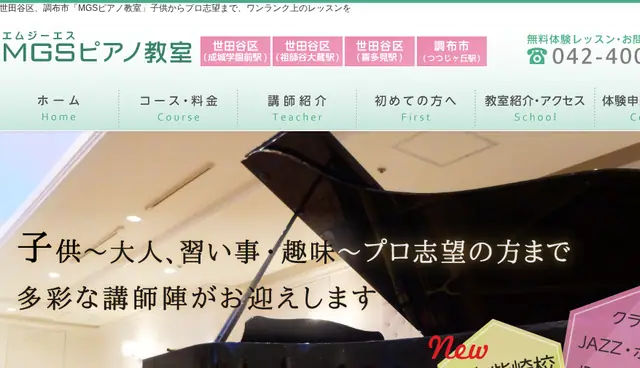 世田谷区、調布市「MGSピアノ教室」子供からプロ志望まで、ワンランク上のレッスンを
エムジーエス
MGSピアノ教室
世田谷区
(成城学園前駅)
世田谷区
(祖師谷大蔵駅)
世田谷区
(喜多見駅)
調布市
(つつじヶ丘駅)
無料体験レッスン・お問
042-400
ホーム
Home
コース・料金
Course
講師紹介
Teacher
初めての方へ
First
教室紹介・アクセス
School
体験申
Co
子供〜大人、習い事・趣味〜プロ志望の方まで
多彩な講師陣がお迎えします
New
柴崎校
クラ
JAZZ・ポ